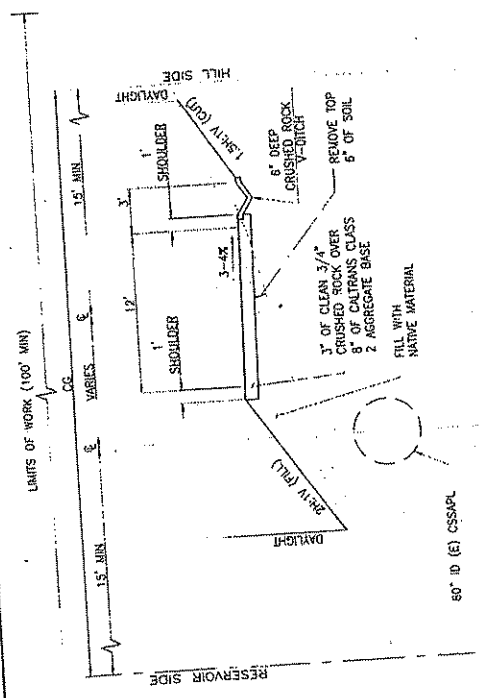 LIMITS OF WORK (100' MIN)
CG
15' MIN
VARIES
15' MIN
RESERVOIR SIDE
DAYLIGHT
2H:1V (FILL)
1'
SHOULDER
12'
3-4%
1'
SHOULDER
3'
1.5H:1V (CUT)
DAYLIGHT
HILL SIDE
6" DEEP
CRUSHED ROCK
V-DITCH
REMOVE TOP
6" OF SOIL
3" OF CLEAN 3/4"
CRUSHED ROCK OVER
8" OF CALTRANS CLASS
2 AGGREGATE BASE
FILL WITH
NATIVE MATERIAL
60" ID (E) CSSAPL